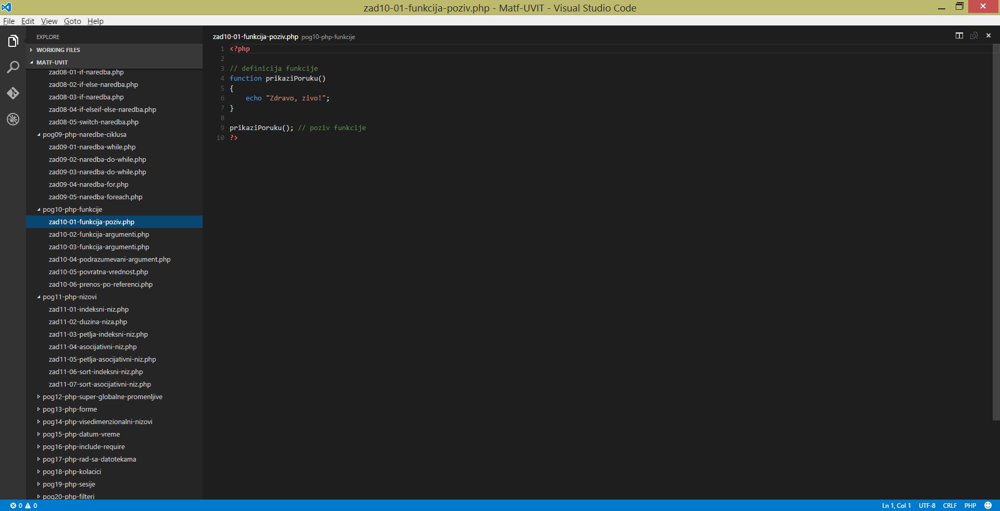 zad10-01-funkcija-poziv.php - Matf-UVIT - Visual Studio Code
File Edit View Goto Help
EXPLORE
WORKING FILES
MATF-UVIT
zad08-01-if-naredba.php
zad08-02-if-else-naredba.php
zad08-03-if-naredba.php
zad08-04-if-elseif-else-naredba.php
zad08-05-switch-naredba.php
pog09-php-naredbe-ciklusa
zad09-01-naredba-while.php
zad09-02-naredba-do-while.php
zad09-03-naredba-do-while.php
zad09-04-naredba-for.php
zad09-05-naredba-foreach.php
pog10-php-funkcije
zad10-01-funkcija-poziv.php
zad10-02-funkcija-argumenti.php
zad10-03-funkcija-argumenti.php
zad10-04-podrazumevani-argument.php
zad10-05-povratna-vrednost.php
zad10-06-prenos-po-referenci.php
pog11-php-nizovi
zad11-01-indeksni-niz.php
zad11-02-duzina-niza.php
zad11-03-petlja-indeksni-niz.php
zad11-04-asocijativni-niz.php
zad11-05-petlja-asocijativni-niz.php
zad11-06-sort-indeksni-niz.php
zad11-07-sort-asocijativni-niz.php
pog12-php-super-globalne-promenljive
pog13-php-forme
pog14-php-visedimenzionalni-nizovi
pog15-php-datum-vreme
pog16-php-include-require
pog17-php-rad-sa-datotekama
pog18-php-kolacici
pog19-php-sesije
pog20-php-filteri
zad10-01-funkcija-poziv.php pog10-php-funkcije
1 <?php
2
3 // definicija funkcije
4 function prikaziPoruku()
5 {
6     echo "Zdravo, zivo!";
7 }
8
9 prikaziPoruku(); // poziv funkcije
10 ?>
0 0
Ln 1, Col 1 UTF-8 CRLF PHP